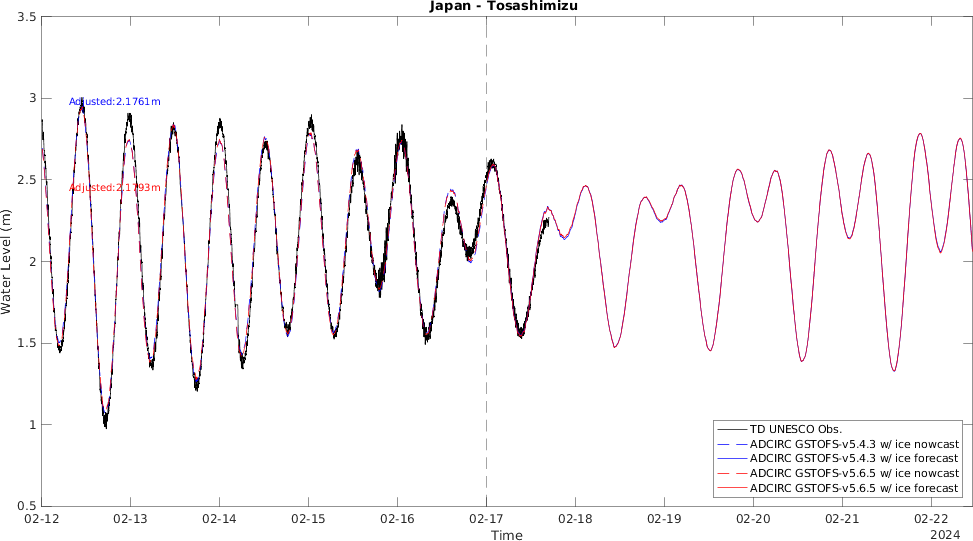 Japan - Tosashimizu
3.5
3
2.5
2
1.5
1
0.5
Water Level (m)
Adjusted:2.1761m
Adjusted:2.1793m
TD UNESCO Obs.
ADCIRC GSTOFS-v5.4.3 w/ ice nowcast
ADCIRC GSTOFS-v5.4.3 w/ ice forecast
ADCIRC GSTOFS-v5.6.5 w/ ice nowcast
ADCIRC GSTOFS-v5.6.5 w/ ice forecast
02-12 02-13 02-14 02-15 02-16 02-17 02-18 02-19 02-20 02-21 02-22
Time
2024